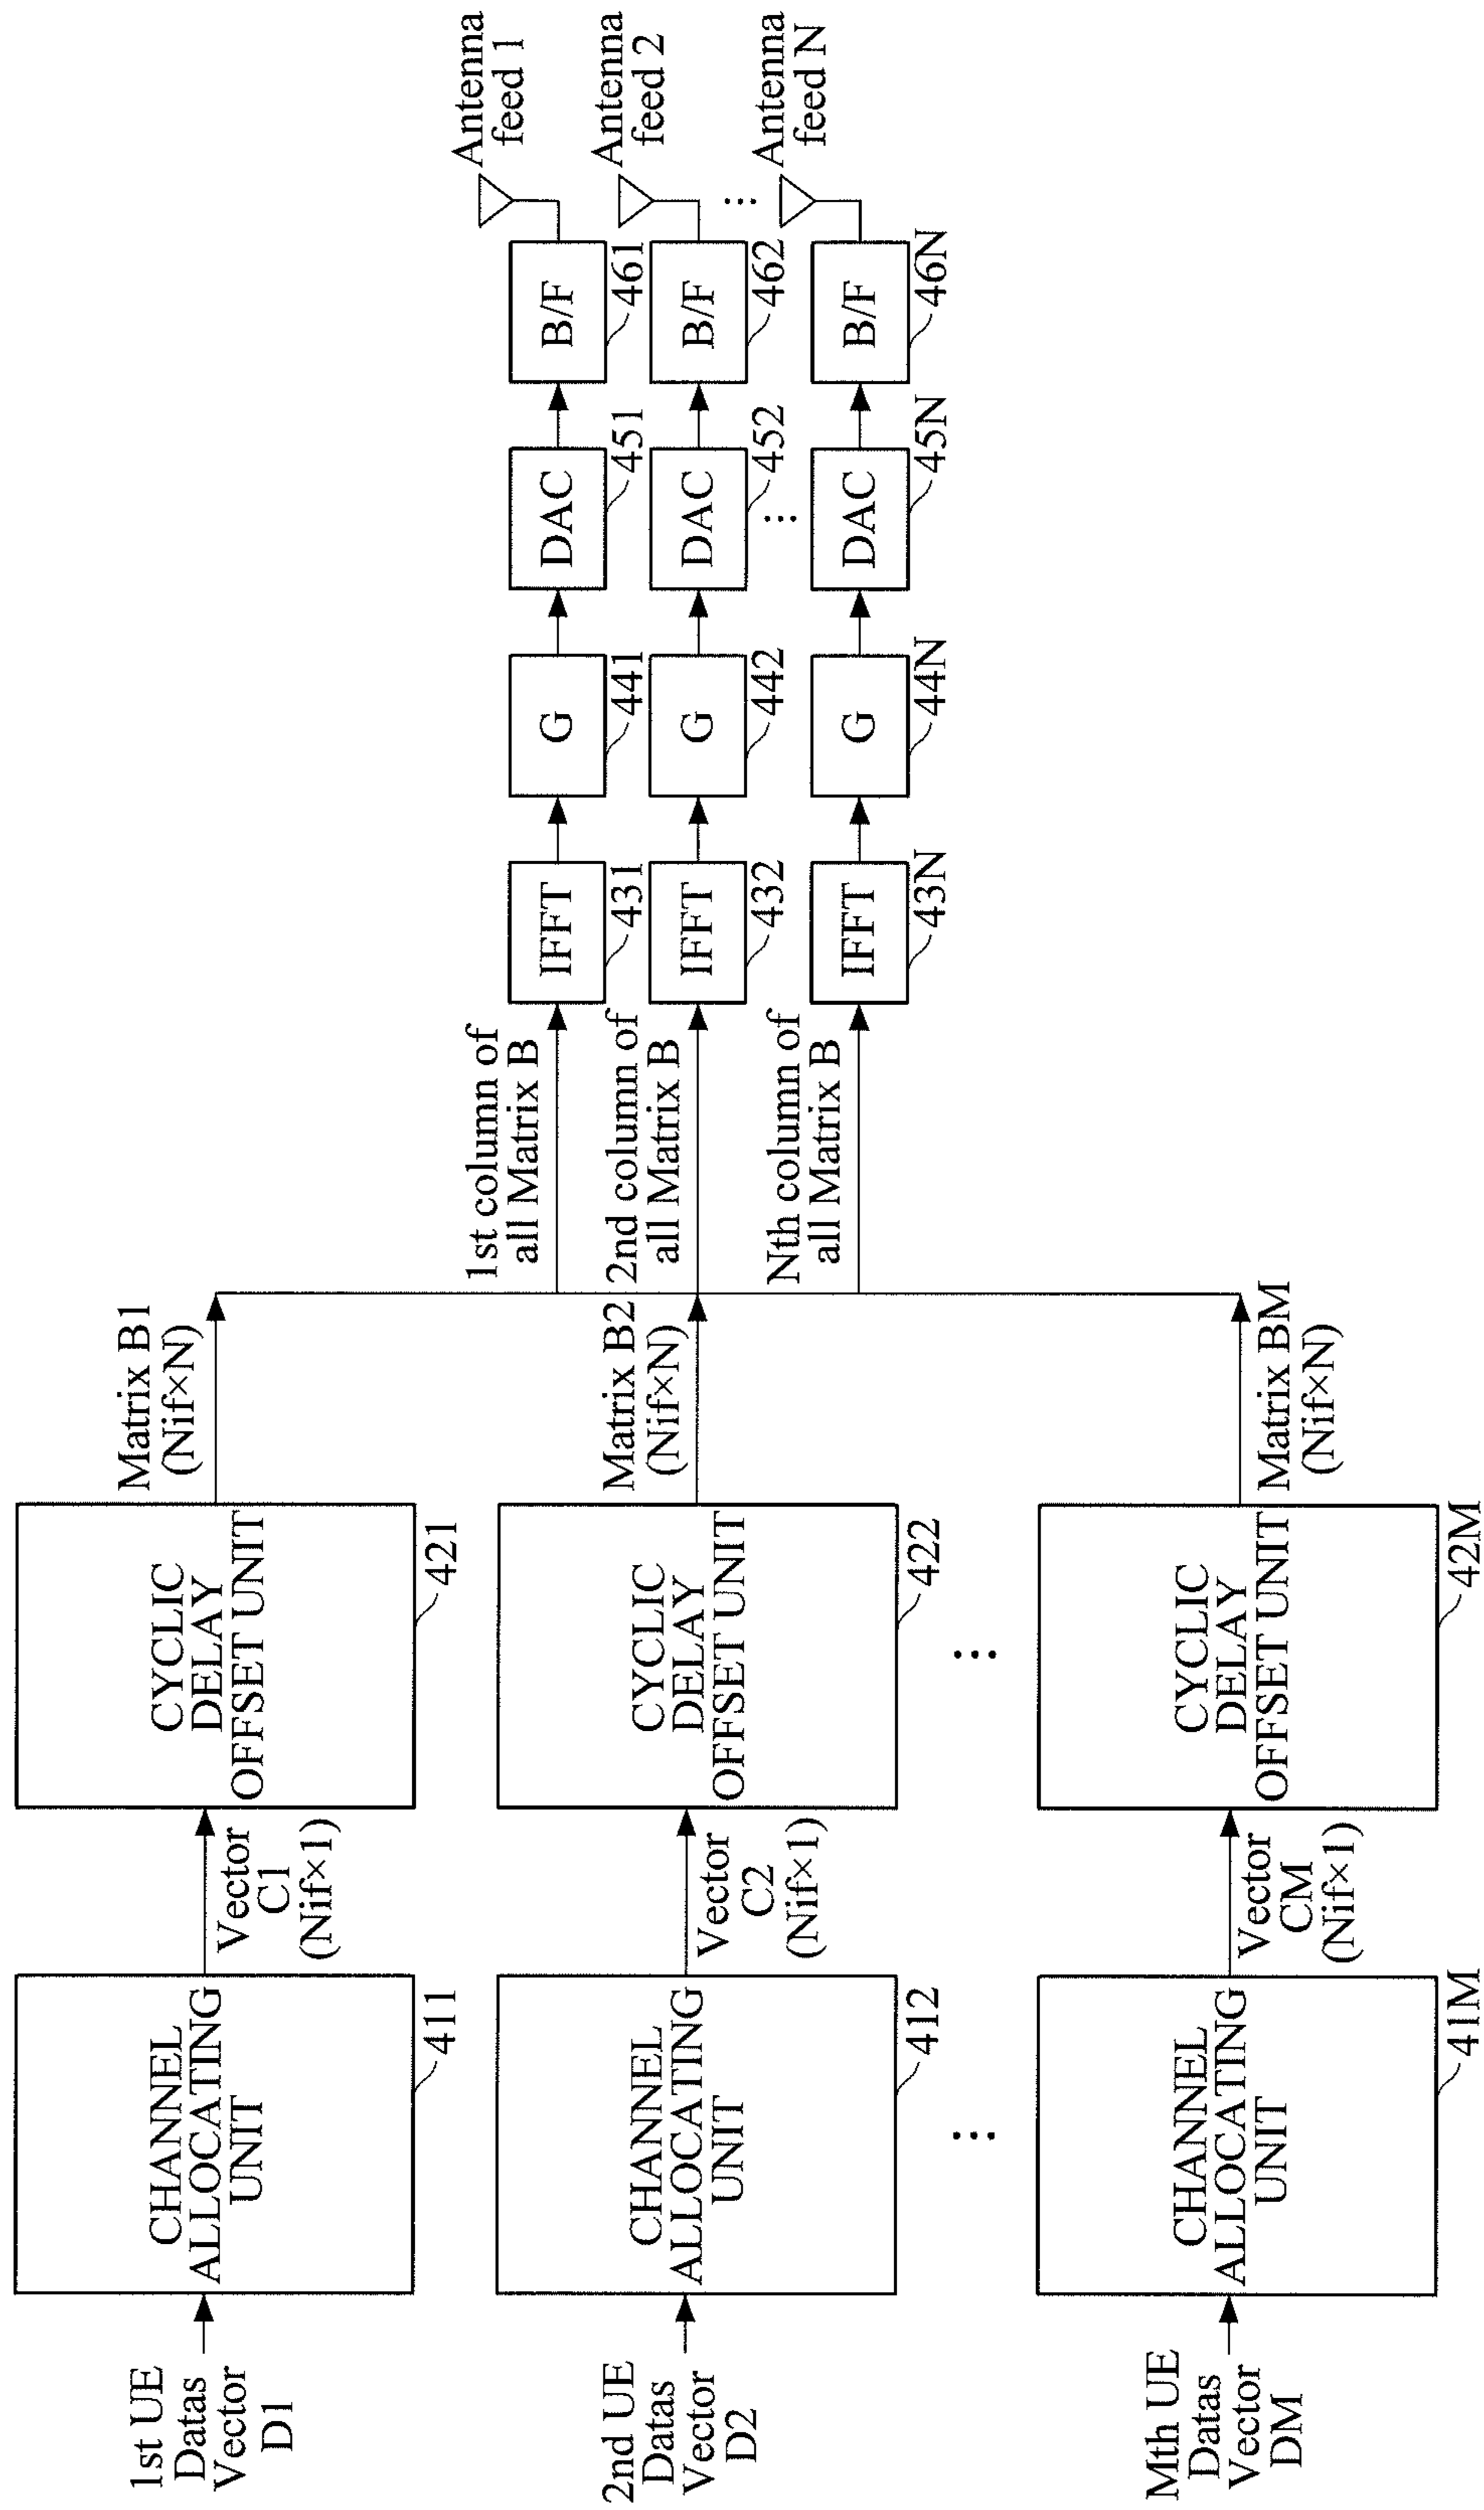 1st UE
Datas
Vector
D1
CHANNEL
ALLOCATING
UNIT
411
Vector
C1
(Nif×1)
CYCLIC
DELAY
OFFSET UNIT
421
Matrix B1
(Nif×N)
2nd UE
Datas
Vector
D2
CHANNEL
ALLOCATING
UNIT
412
Vector
C2
(Nif×1)
CYCLIC
DELAY
OFFSET UNIT
422
Matrix B2
(Nif×N)
Mth UE
Datas
Vector
DM
CHANNEL
ALLOCATING
UNIT
41M
Vector
CM
(Nif×1)
CYCLIC
DELAY
OFFSET UNIT
42M
Matrix BM
(Nif×N)
1st column of
all Matrix B
IFFT
431
G
441
DAC
451
B/F
461
Antenna
feed 1
2nd column of
all Matrix B
IFFT
432
G
442
DAC
452
B/F
462
Antenna
feed 2
Nth column of
all Matrix B
IFFT
43N
G
44N
DAC
45N
B/F
46N
Antenna
feed N